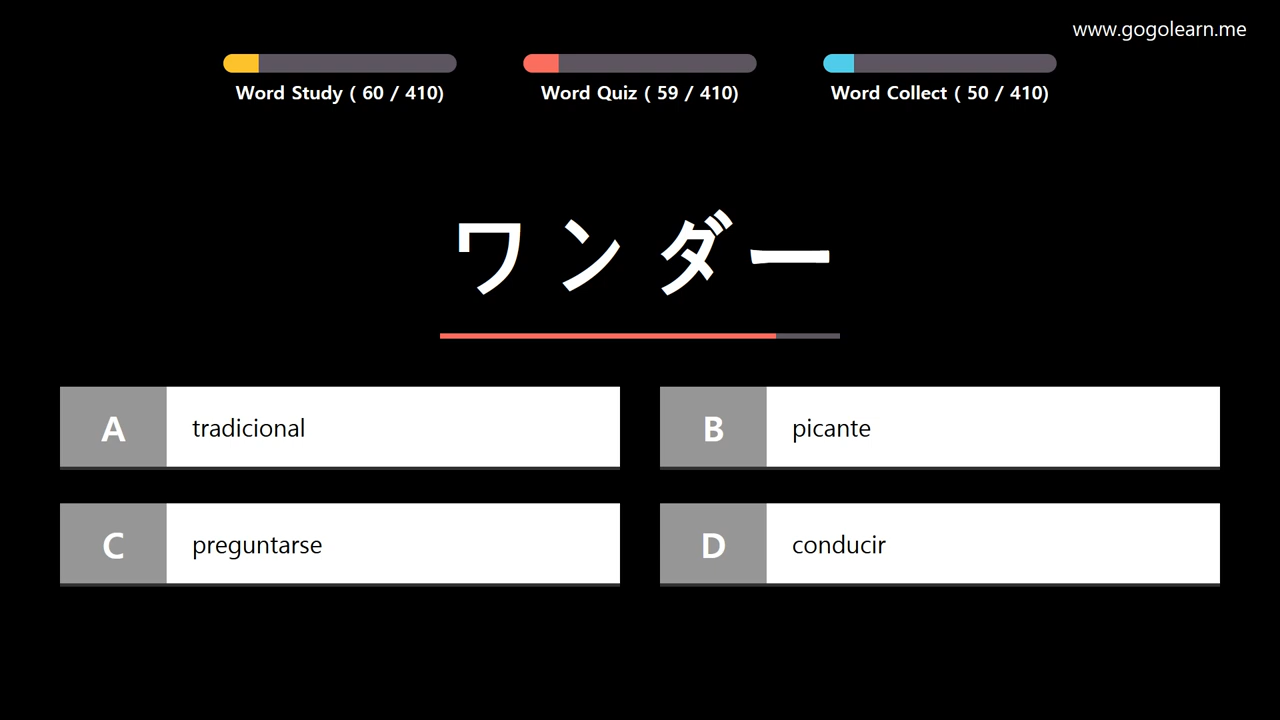 www.gogolearn.me
Word Study ( 60 / 410)
Word Quiz ( 59 / 410)
Word Collect ( 50 / 410)
ワンダー
A tradicional
B picante
C preguntarse
D conducir